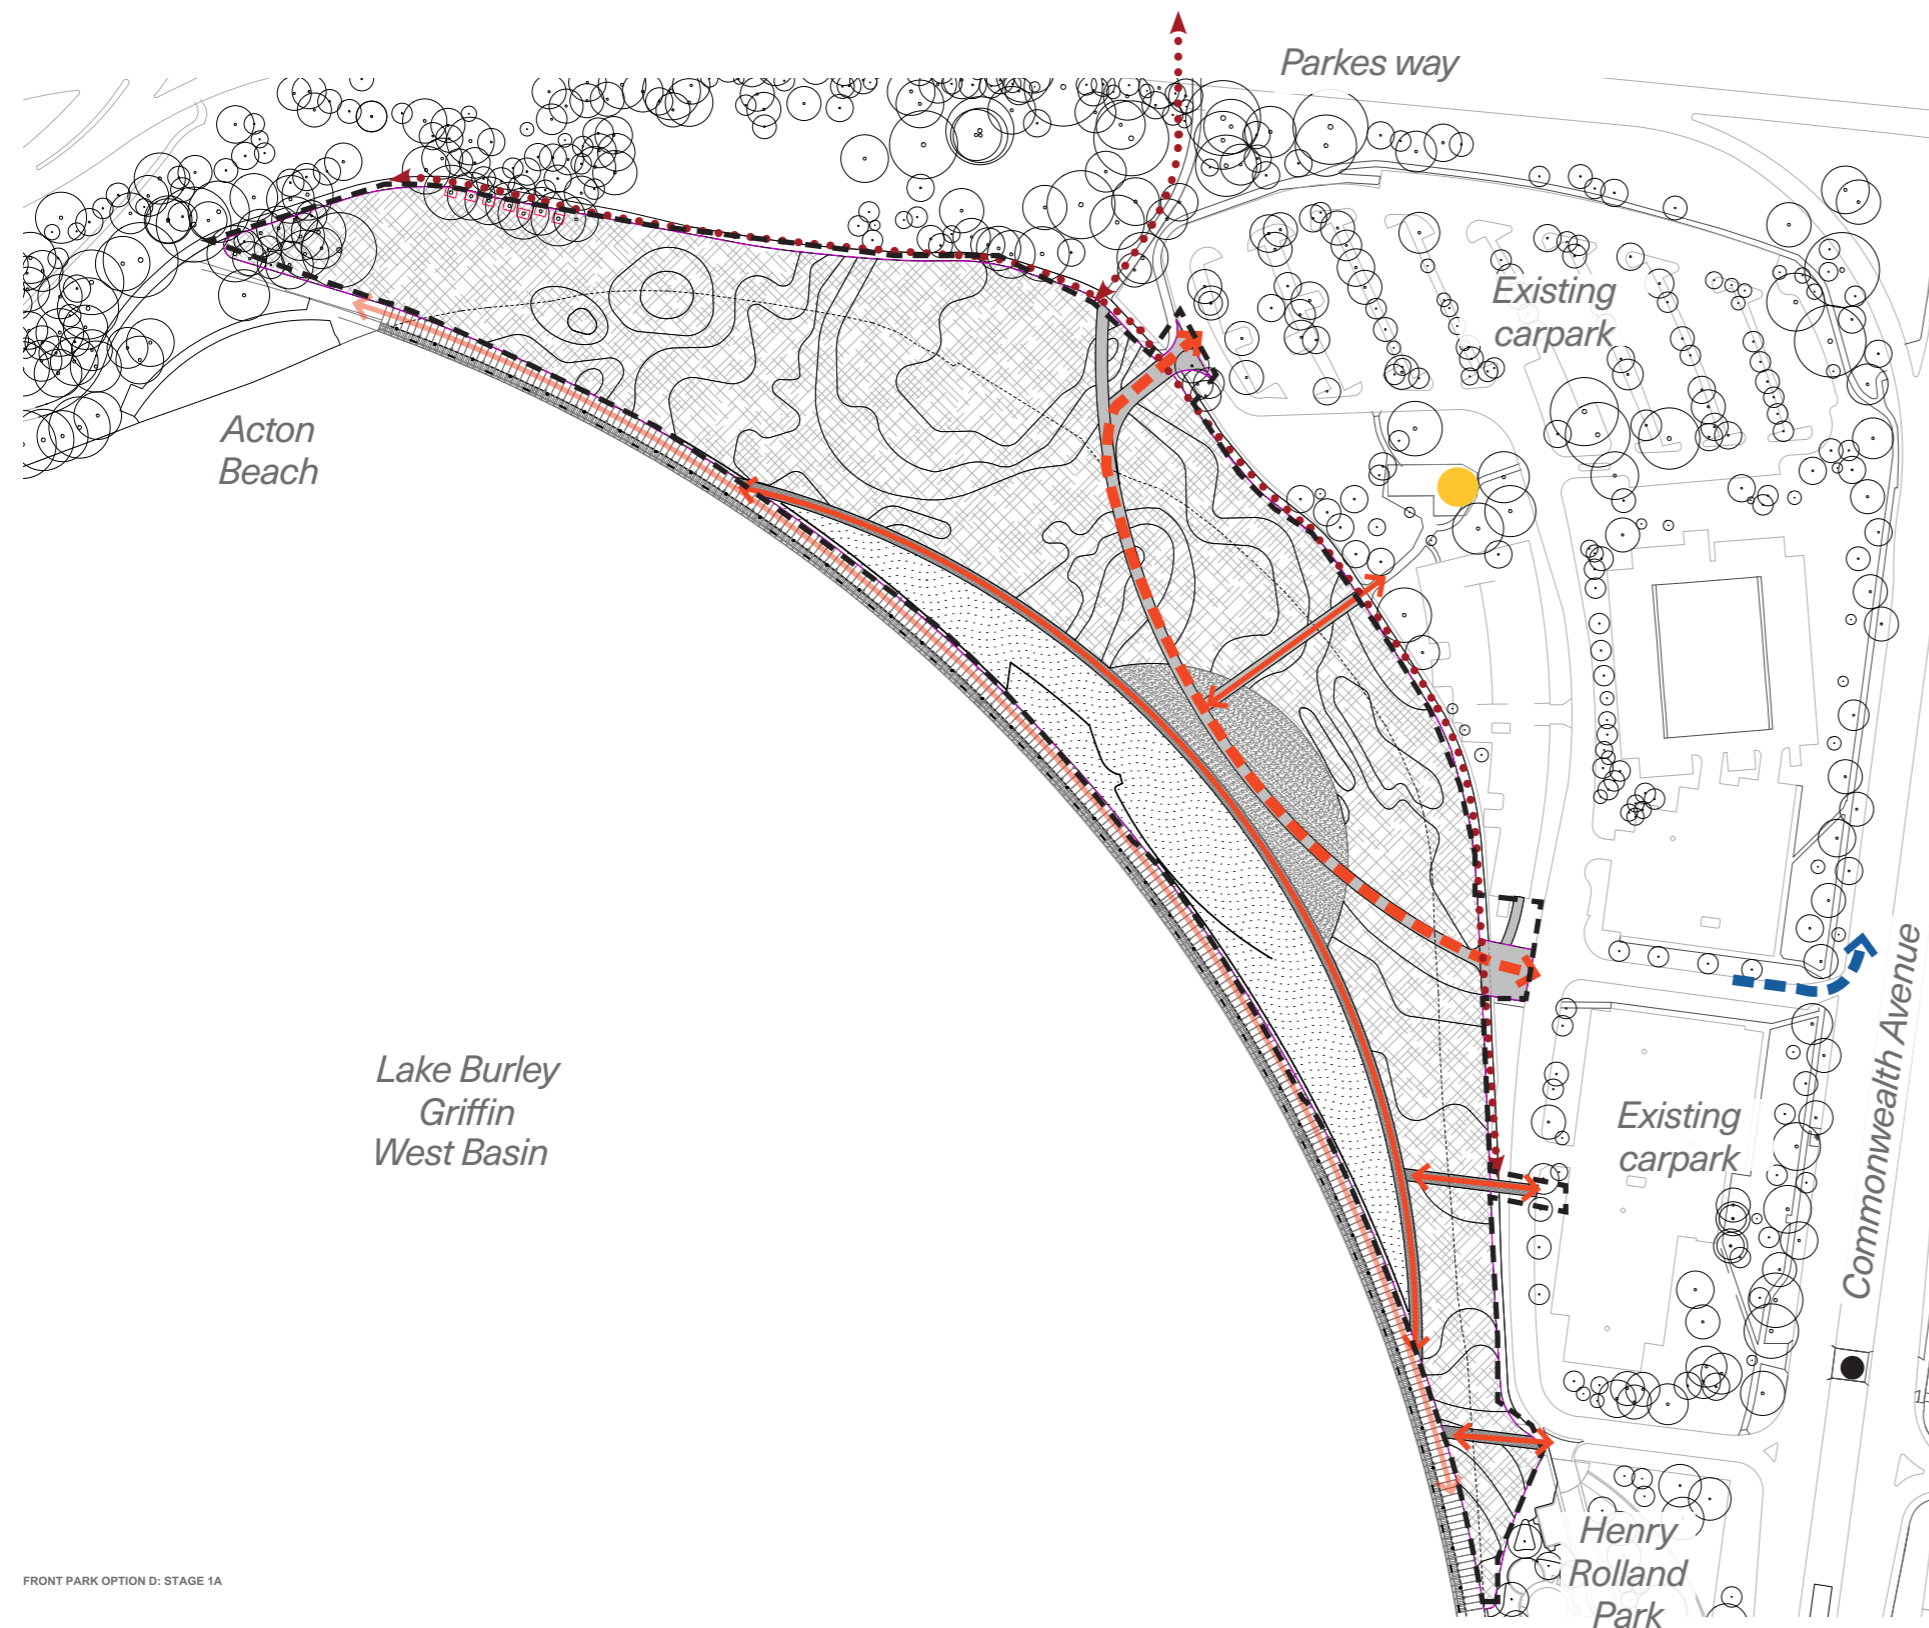 Parkes way
Existing
carpark
Acton
Beach
Commonwealth Avenue
Lake Burley
Griffin
West Basin
Existing
carpark
Henry
Rolland
Park
FRONT PARK OPTION D: STAGE 1A